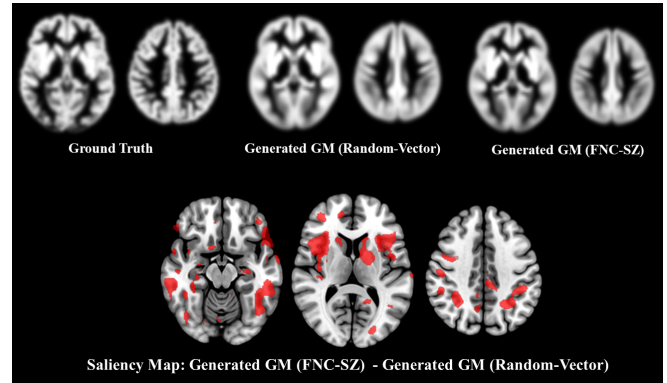 Ground Truth
Generated GM (Random-Vector)
Generated GM (FNC-SZ)
Saliency Map: Generated GM (FNC-SZ) - Generated GM (Random-Vector)